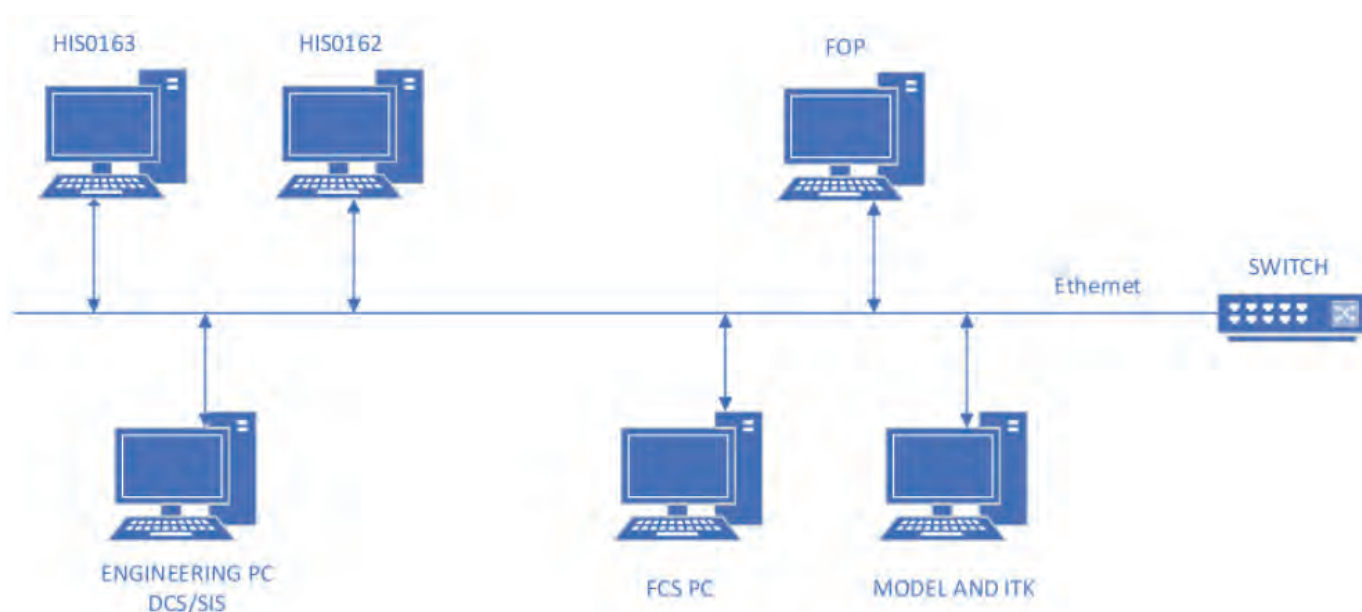 HIS0163
HIS0162
FOP
Ethernet
SWITCH
ENGINEERING PC
DCS/SIS
FCS PC
MODEL AND ITK